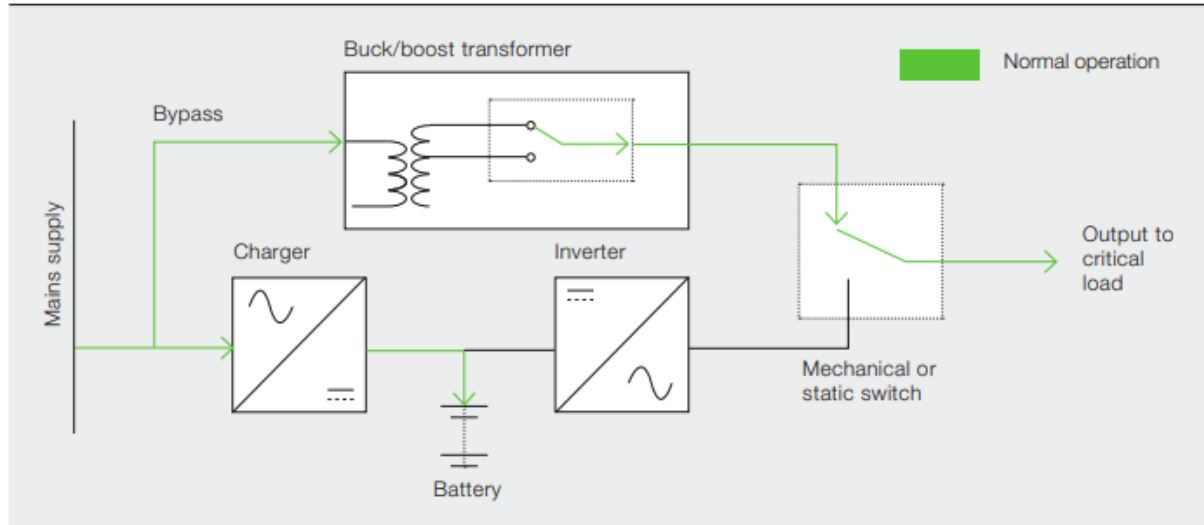 Buck/boost transformer
Normal operation
Bypass
Mains supply
Charger
Inverter
Output to
critical
load
Mechanical or
static switch
Battery